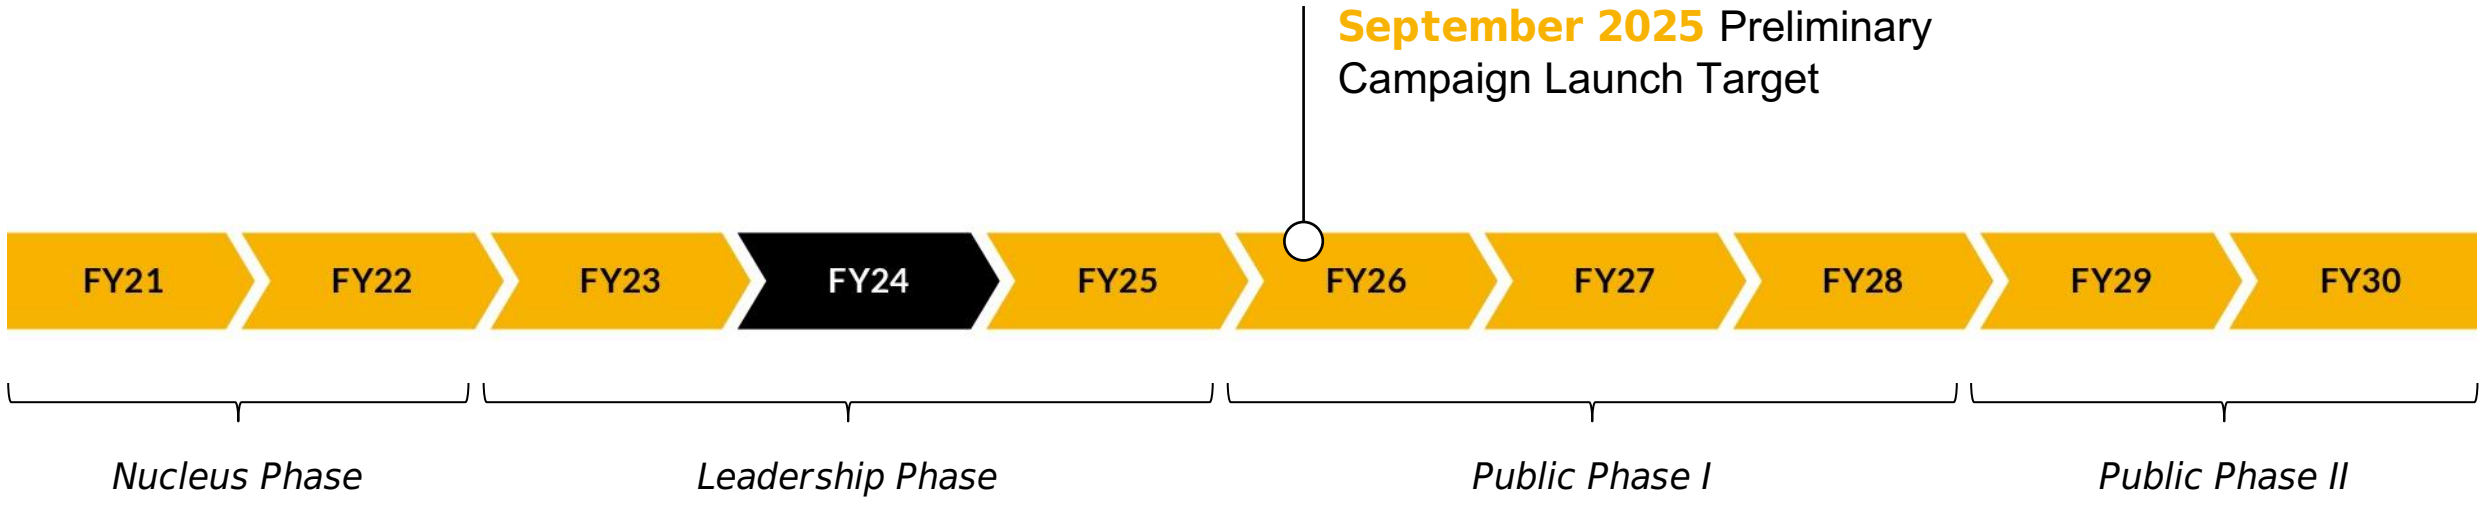 September 2025 Preliminary
Campaign Launch Target
FY21 FY22 FY23 FY24 FY25 FY26 FY27 FY28 FY29 FY30
Nucleus Phase Leadership Phase Public Phase I Public Phase II